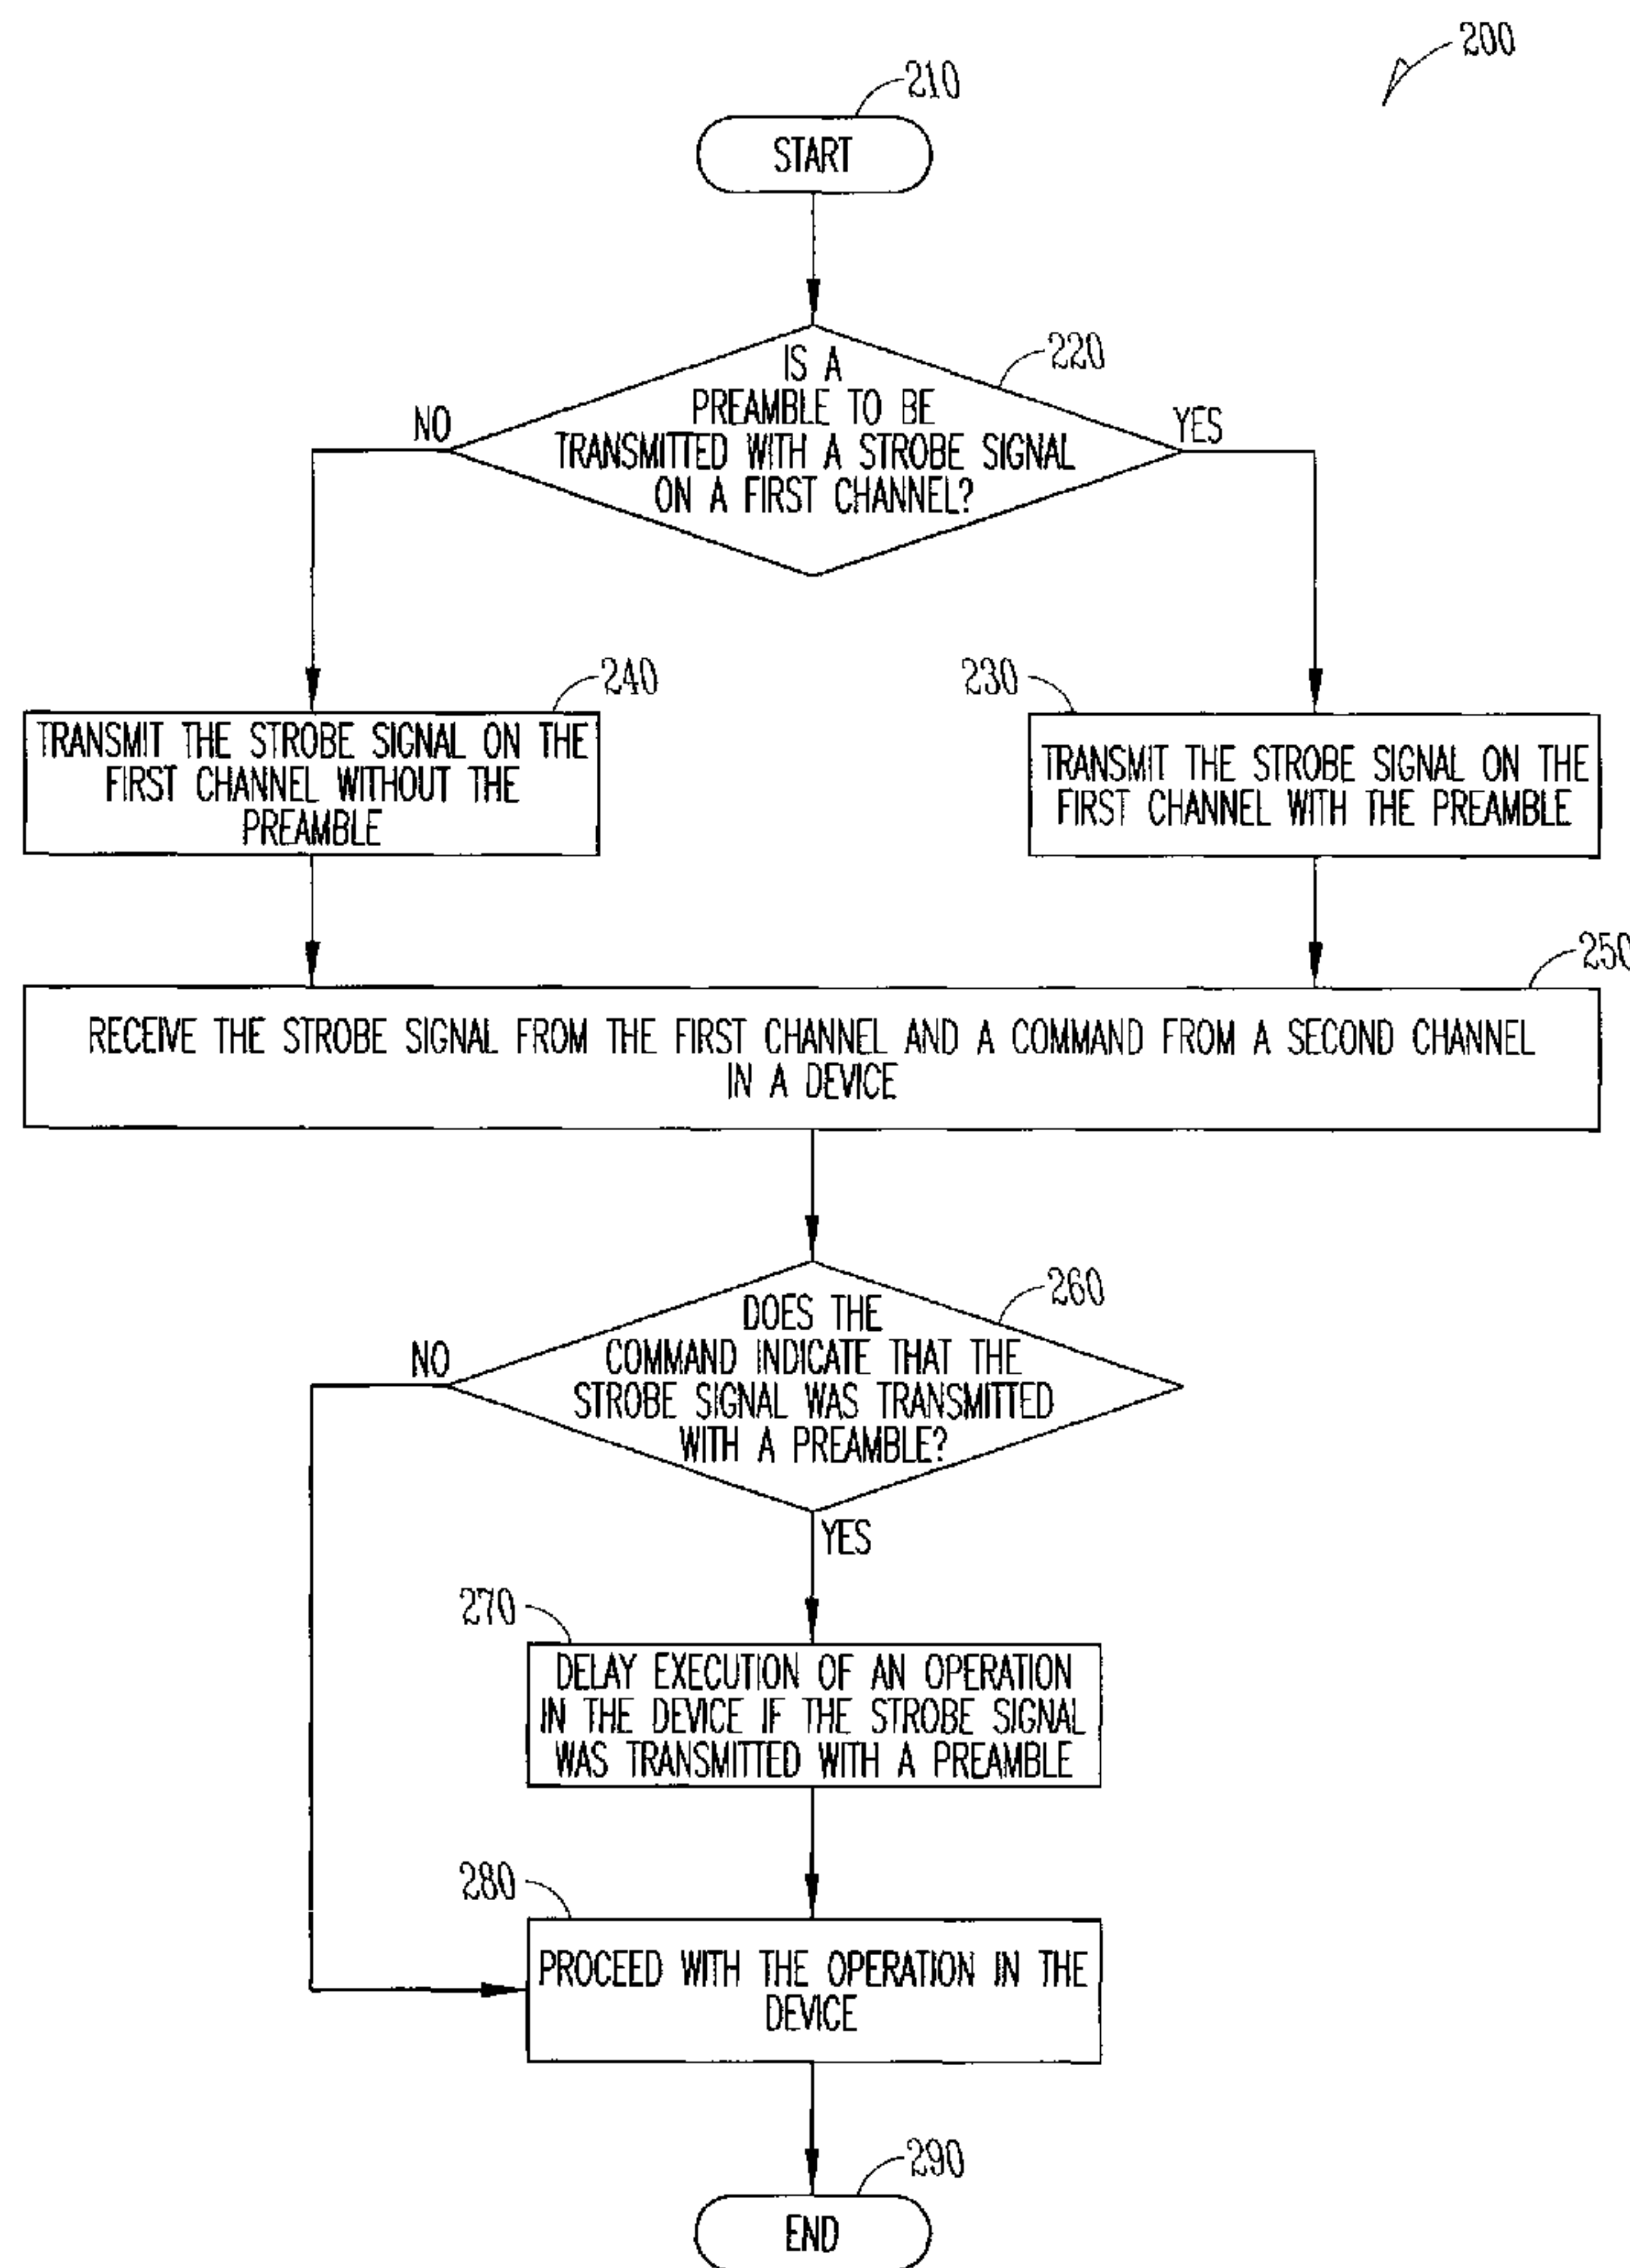 200
210
START
220
IS A
PREAMBLE TO BE
TRANSMITTED WITH A STROBE SIGNAL
ON A FIRST CHANNEL?
NO
YES
240
TRANSMIT THE STROBE SIGNAL ON THE
FIRST CHANNEL WITHOUT THE
PREAMBLE
230
TRANSMIT THE STROBE SIGNAL ON THE
FIRST CHANNEL WITH THE PREAMBLE
250
RECEIVE THE STROBE SIGNAL FROM THE FIRST CHANNEL AND A COMMAND FROM A SECOND CHANNEL
IN A DEVICE
260
DOES THE
COMMAND INDICATE THAT THE
STROBE SIGNAL WAS TRANSMITTED
WITH A PREAMBLE?
NO
YES
270
DELAY EXECUTION OF AN OPERATION
IN THE DEVICE IF THE STROBE SIGNAL
WAS TRANSMITTED WITH A PREAMBLE
280
PROCEED WITH THE OPERATION IN THE
DEVICE
290
END